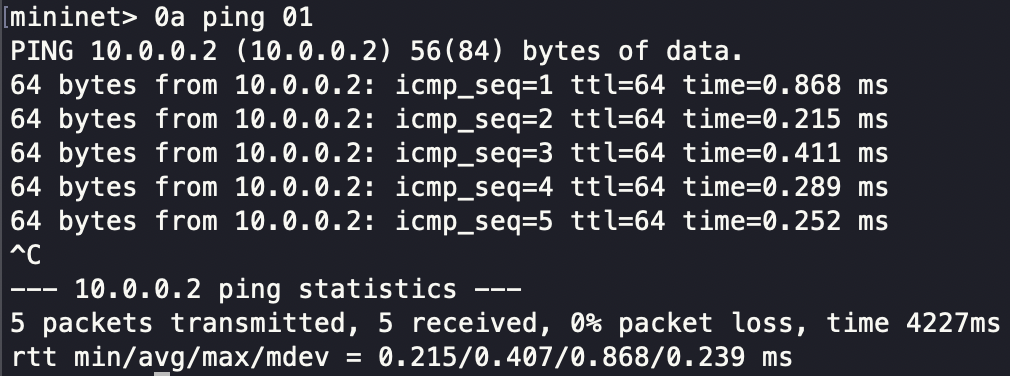 [mininet> 0a ping 01
PING 10.0.0.2 (10.0.0.2) 56(84) bytes of data.
64 bytes from 10.0.0.2: icmp_seq=1 ttl=64 time=0.868 ms
64 bytes from 10.0.0.2: icmp_seq=2 ttl=64 time=0.215 ms
64 bytes from 10.0.0.2: icmp_seq=3 ttl=64 time=0.411 ms
64 bytes from 10.0.0.2: icmp_seq=4 ttl=64 time=0.289 ms
64 bytes from 10.0.0.2: icmp_seq=5 ttl=64 time=0.252 ms
^C
--- 10.0.0.2 ping statistics ---
5 packets transmitted, 5 received, 0% packet loss, time 4227ms
rtt min/avg/max/mdev = 0.215/0.407/0.868/0.239 ms